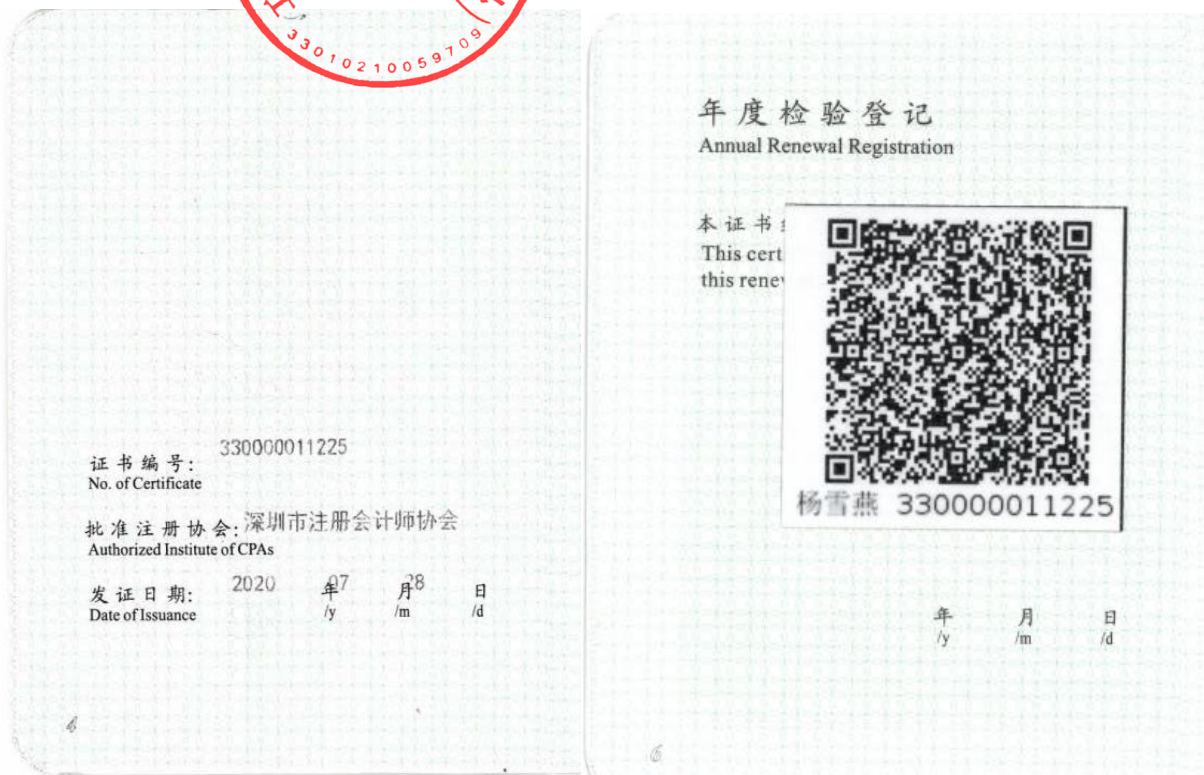 33010210059709
证书编号: 330000011225
No. of Certificate
批准注册协会: 深圳市注册会计师协会
Authorized Institute of CPAs
发证日期: 2020 年 07 月 28 日
Date of Issuance /y /m /d
4
年度检验登记
Annual Renewal Registration
本证书
This cert
this renew
杨雪燕 330000011225
年 月 日
/y /m /d
6